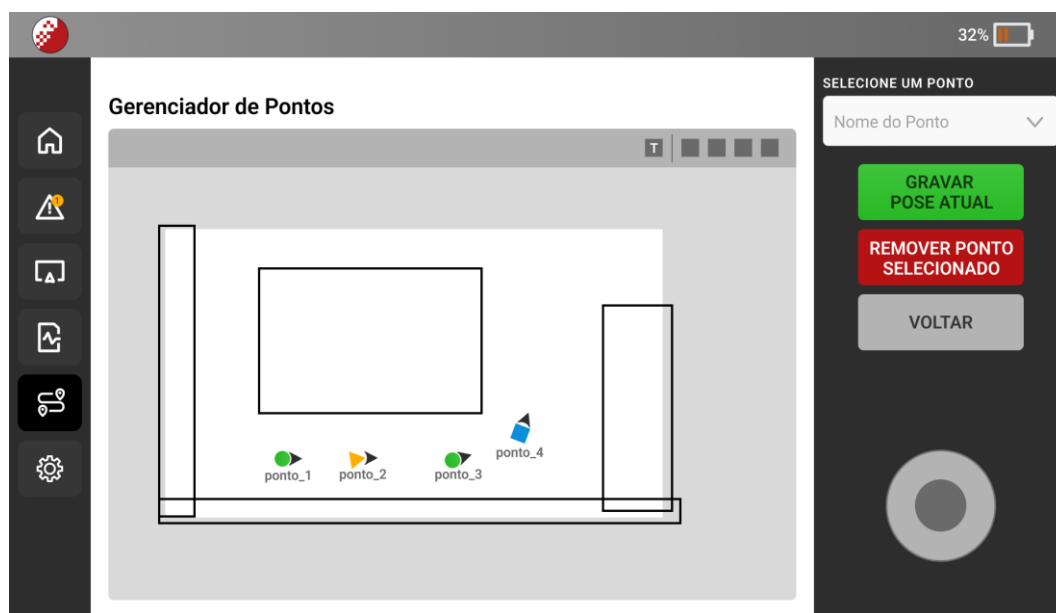 32%
SELECIONE UM PONTO
Gerenciador de Pontos
Nome do Ponto
T
1
GRAVAR
POSE ATUAL
REMOVER PONTO
SELECIONADO
VOLTAR
ponto_1
ponto_2
ponto_3
ponto_4